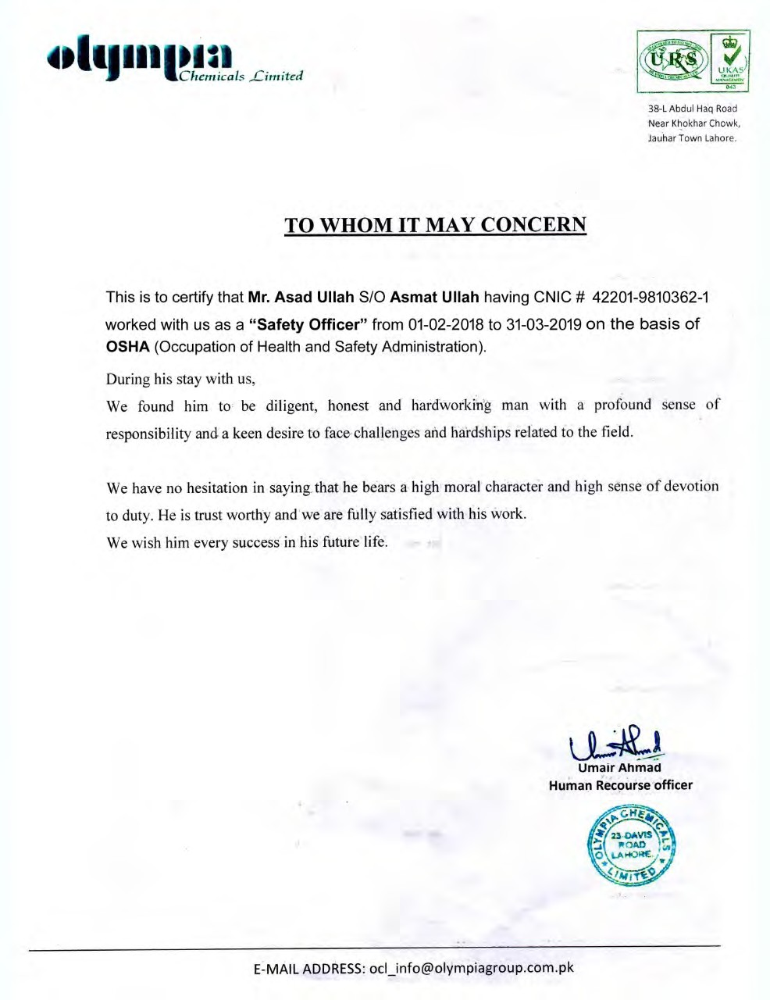 olympia
Chemicals Limited
URS
UKAS
QUALITY
MANAGEMENT
043
38-L Abdul Haq Road
Near Khokhar Chowk,
Jauhar Town Lahore.
TO WHOM IT MAY CONCERN
This is to certify that Mr. Asad Ullah S/O Asmat Ullah having CNIC # 42201-9810362-1
worked with us as a “Safety Officer” from 01-02-2018 to 31-03-2019 on the basis of
OSHA (Occupation of Health and Safety Administration).
During his stay with us,
We found him to be diligent, honest and hardworking man with a profound sense of
responsibility and a keen desire to face challenges and hardships related to the field.
We have no hesitation in saying that he bears a high moral character and high sense of devotion
to duty. He is trust worthy and we are fully satisfied with his work.
We wish him every success in his future life.
Umair Ahmad
Umair Ahmad
Human Recourse officer
OLYMPIA CHEMICALS
23-DAVIS
ROAD
LAHORE.
LIMITED
E-MAIL ADDRESS: ocl_info@olympiagroup.com.pk